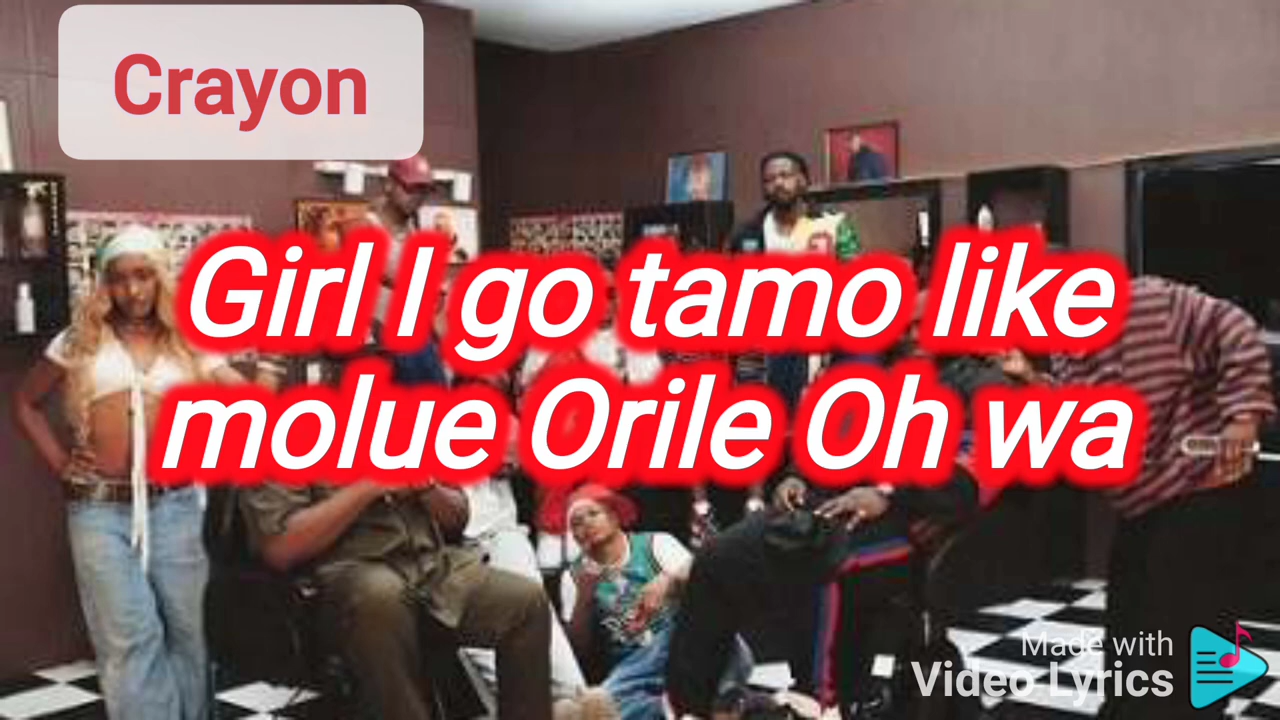 Crayon
Girl I go tamo like
molue Orile Oh wa
Made with
Video Lyrics